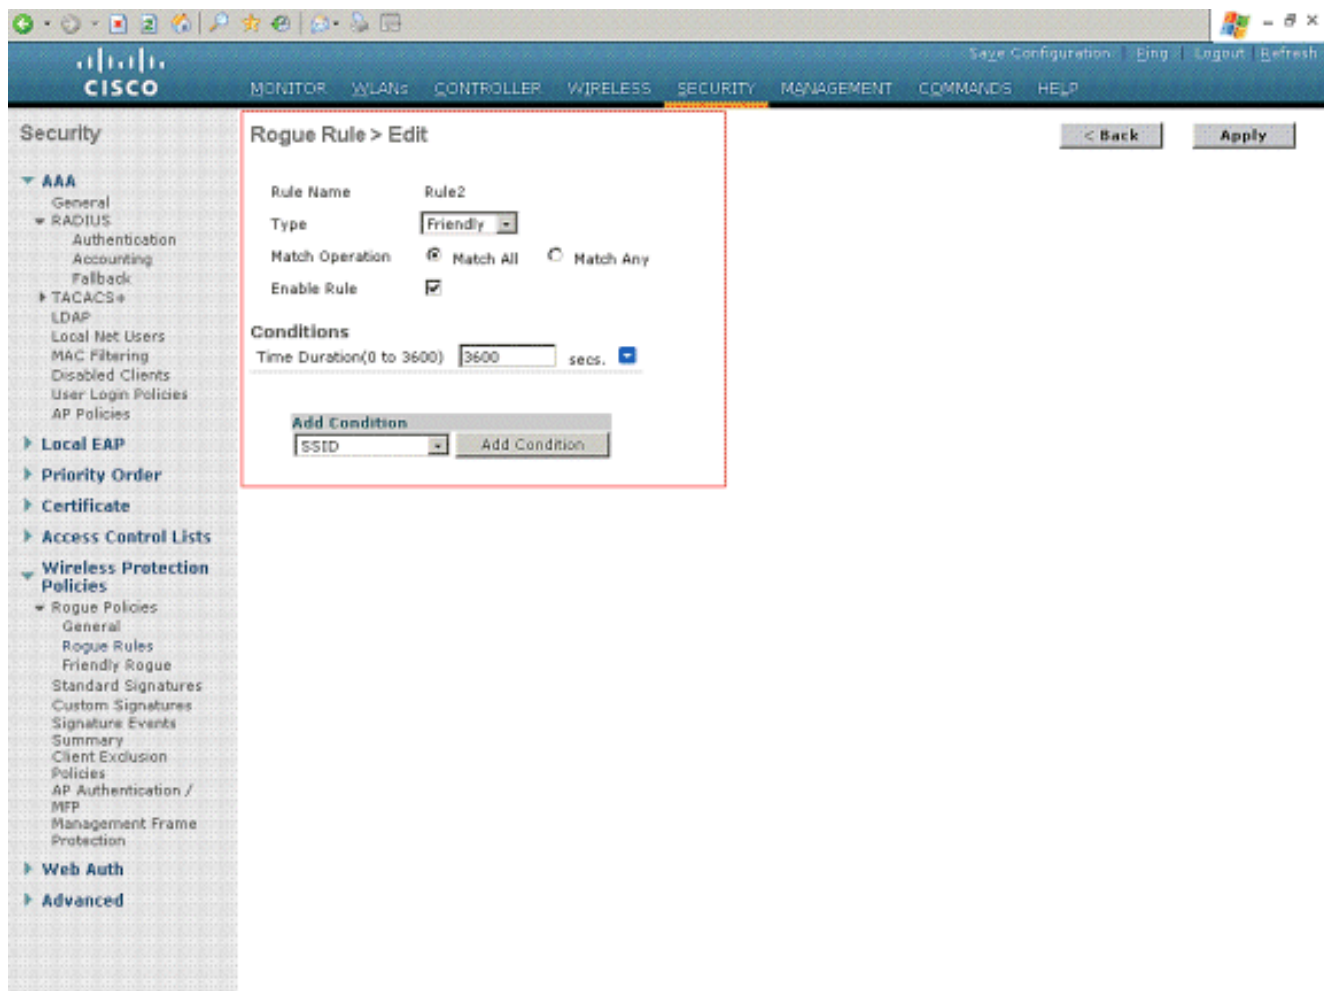 Save Configuration | Ping | Logout | Refresh
CISCO
MONITOR WLANs CONTROLLER WIRELESS SECURITY MANAGEMENT COMMANDS HELP
Security
AAA
General
RADIUS
Authentication
Accounting
Fallback
TACACS+
LDAP
Local Net Users
MAC Filtering
Disabled Clients
User Login Policies
AP Policies
Local EAP
Priority Order
Certificate
Access Control Lists
Wireless Protection
Policies
Rogue Policies
General
Rogue Rules
Friendly Rogue
Standard Signatures
Custom Signatures
Signature Events
Summary
Client Exclusion
Policies
AP Authentication /
MFP
Management Frame
Protection
Web Auth
Advanced
Rogue Rule > Edit
< Back Apply
Rule Name Rule2
Type Friendly
Match Operation Match All Match Any
Enable Rule
Conditions
Time Duration(0 to 3600) 3600 secs.
Add Condition
SSID Add Condition